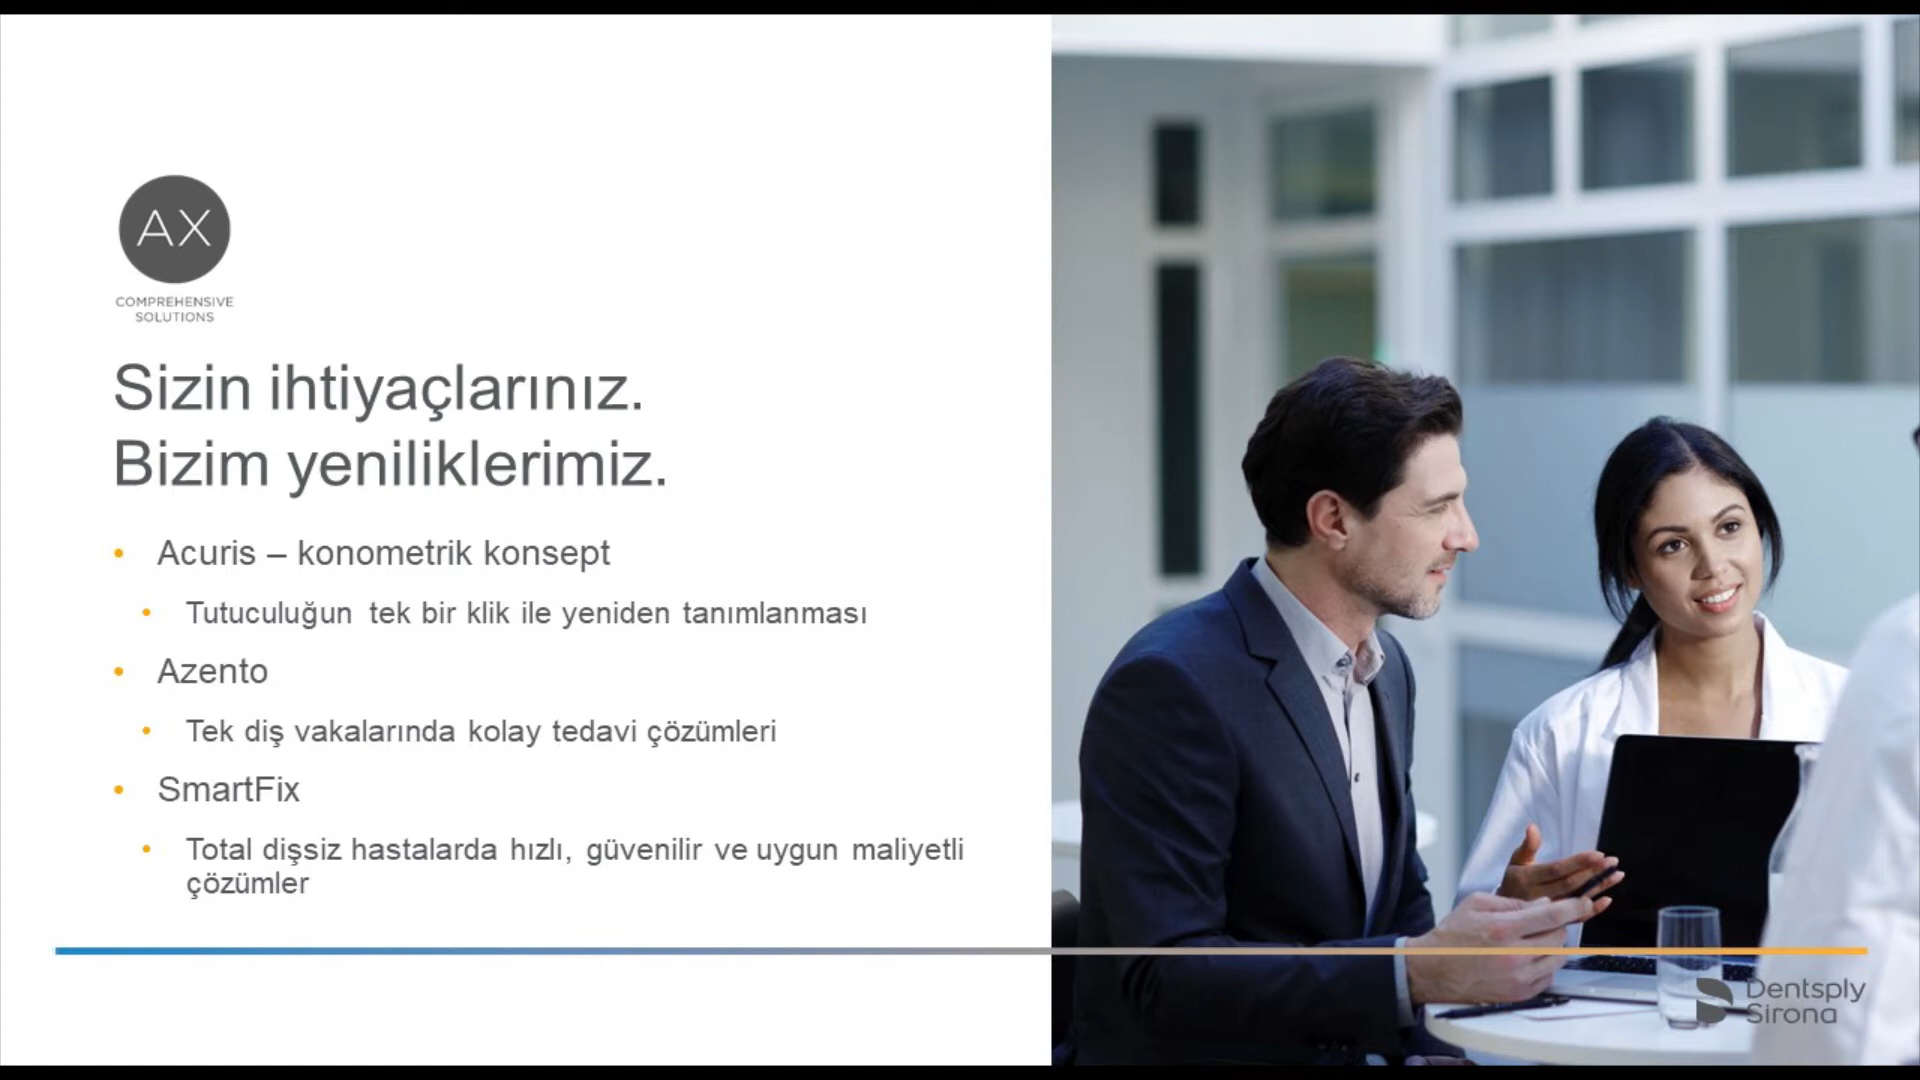 AX
COMPREHENSIVE
SOLUTIONS
Sizin ihtiyaçlarınız.
Bizim yeniliklerimiz.
• Acuris – konometrik konsept
• Tutuculuğun tek bir klik ile yeniden tanımlanması
• Azento
• Tek diş vakalarında kolay tedavi çözümleri
• SmartFix
• Total dişsiz hastalarda hızlı, güvenilir ve uygun maliyetli
çözümler
Dentsply
Sirona